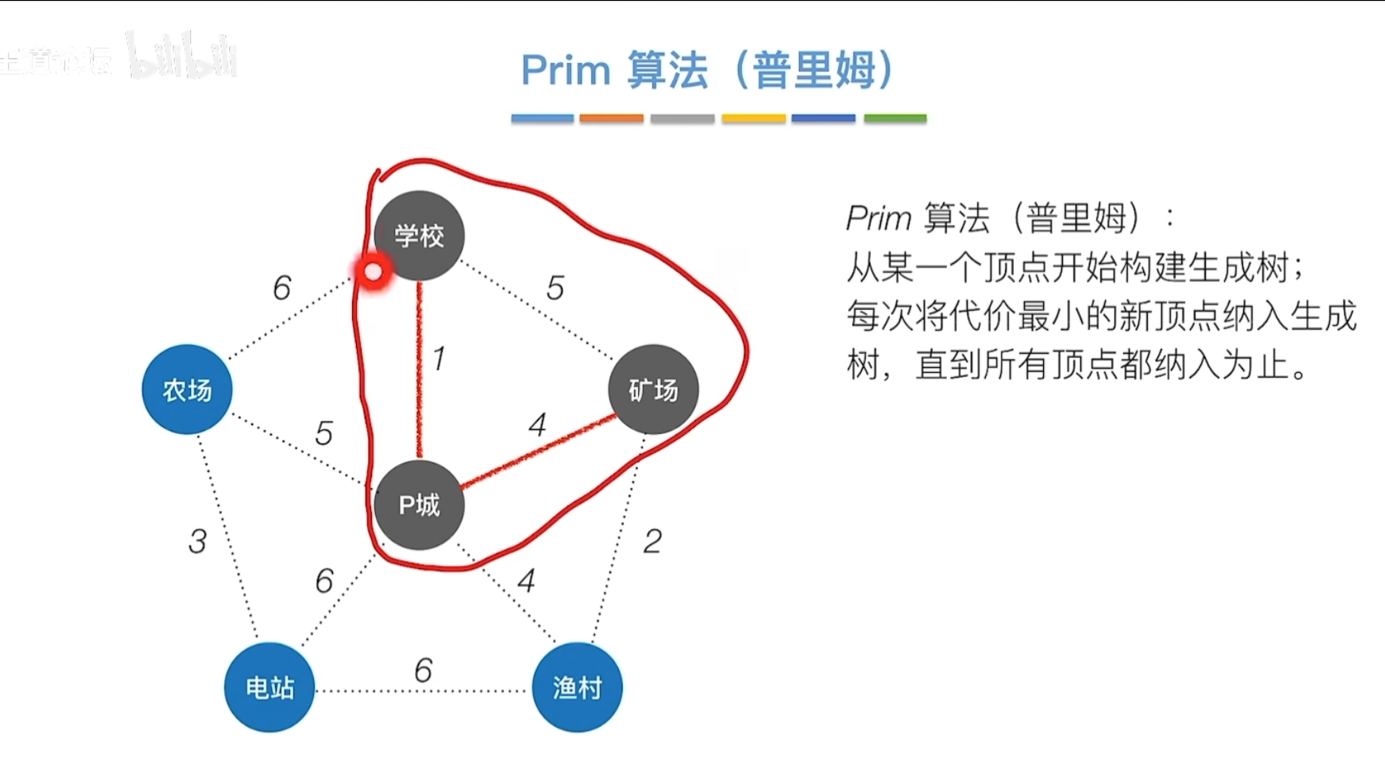 bilibili
Prim 算法（普里姆）
学校
6
5
Prim 算法（普里姆）：
从某一个顶点开始构建生成树；
每次将代价最小的新顶点纳入生成
树，直到所有顶点都纳入为止。
1
农场
矿场
5
4
P城
3
2
6
4
电站
6
渔村